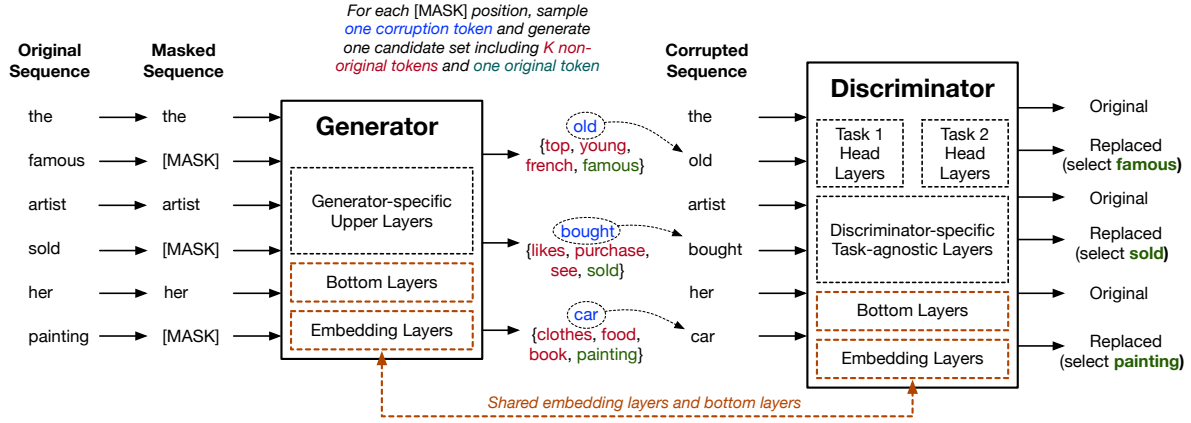 For each [MASK] position, sample
one corruption token and generate
one candidate set including K non-
original tokens and one original token
Original
Sequence
the
famous
artist
sold
her
painting
Masked
Sequence
the
[MASK]
artist
[MASK]
her
[MASK]
Generator
Generator-specific
Upper Layers
Bottom Layers
Embedding Layers
old
{top, young,
french, famous}
bought
{likes, purchase,
see, sold}
car
{clothes, food,
book, painting}
Corrupted
Sequence
the
old
artist
bought
her
car
Discriminator
Task 1
Head
Layers
Task 2
Head
Layers
Discriminator-specific
Task-agnostic Layers
Bottom Layers
Embedding Layers
Original
Replaced
(select famous)
Original
Replaced
(select sold)
Original
Replaced
(select painting)
Shared embedding layers and bottom layers